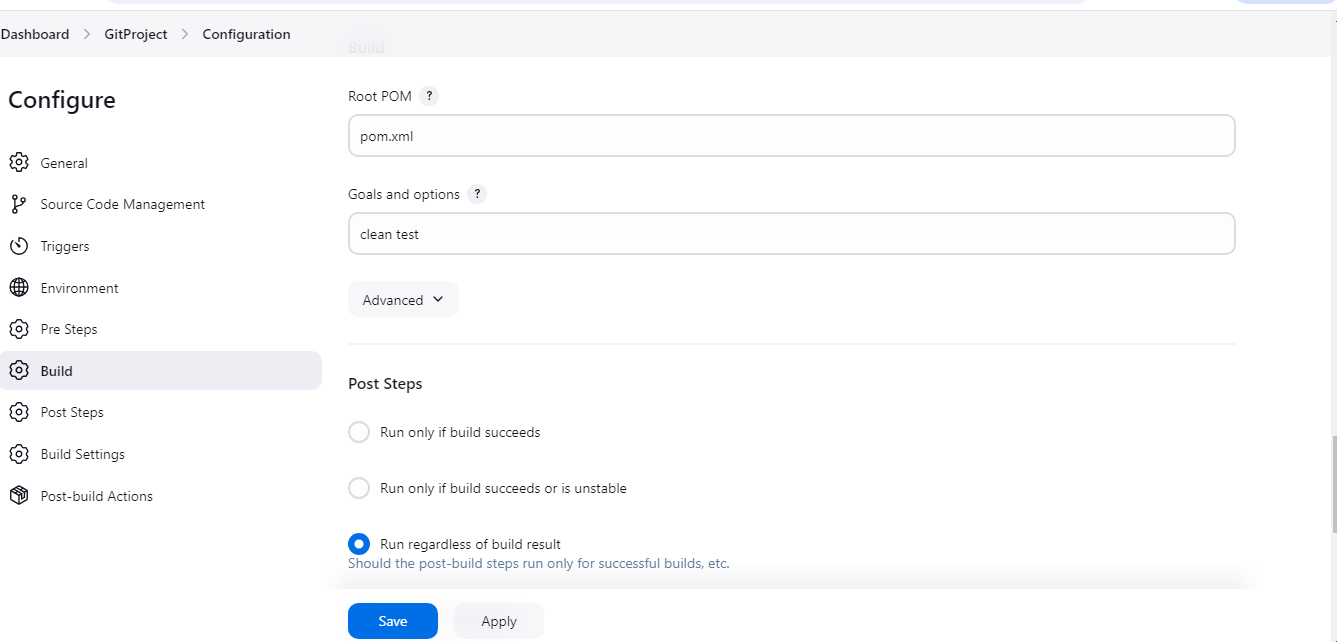 Dashboard > GitProject > Configuration
Configure
General
Source Code Management
Triggers
Environment
Pre Steps
Build
Post Steps
Build Settings
Post-build Actions
Build
Root POM ?
pom.xml
Goals and options ?
clean test
Advanced
Post Steps
Run only if build succeeds
Run only if build succeeds or is unstable
Run regardless of build result
Should the post-build steps run only for successful builds, etc.
Save Apply